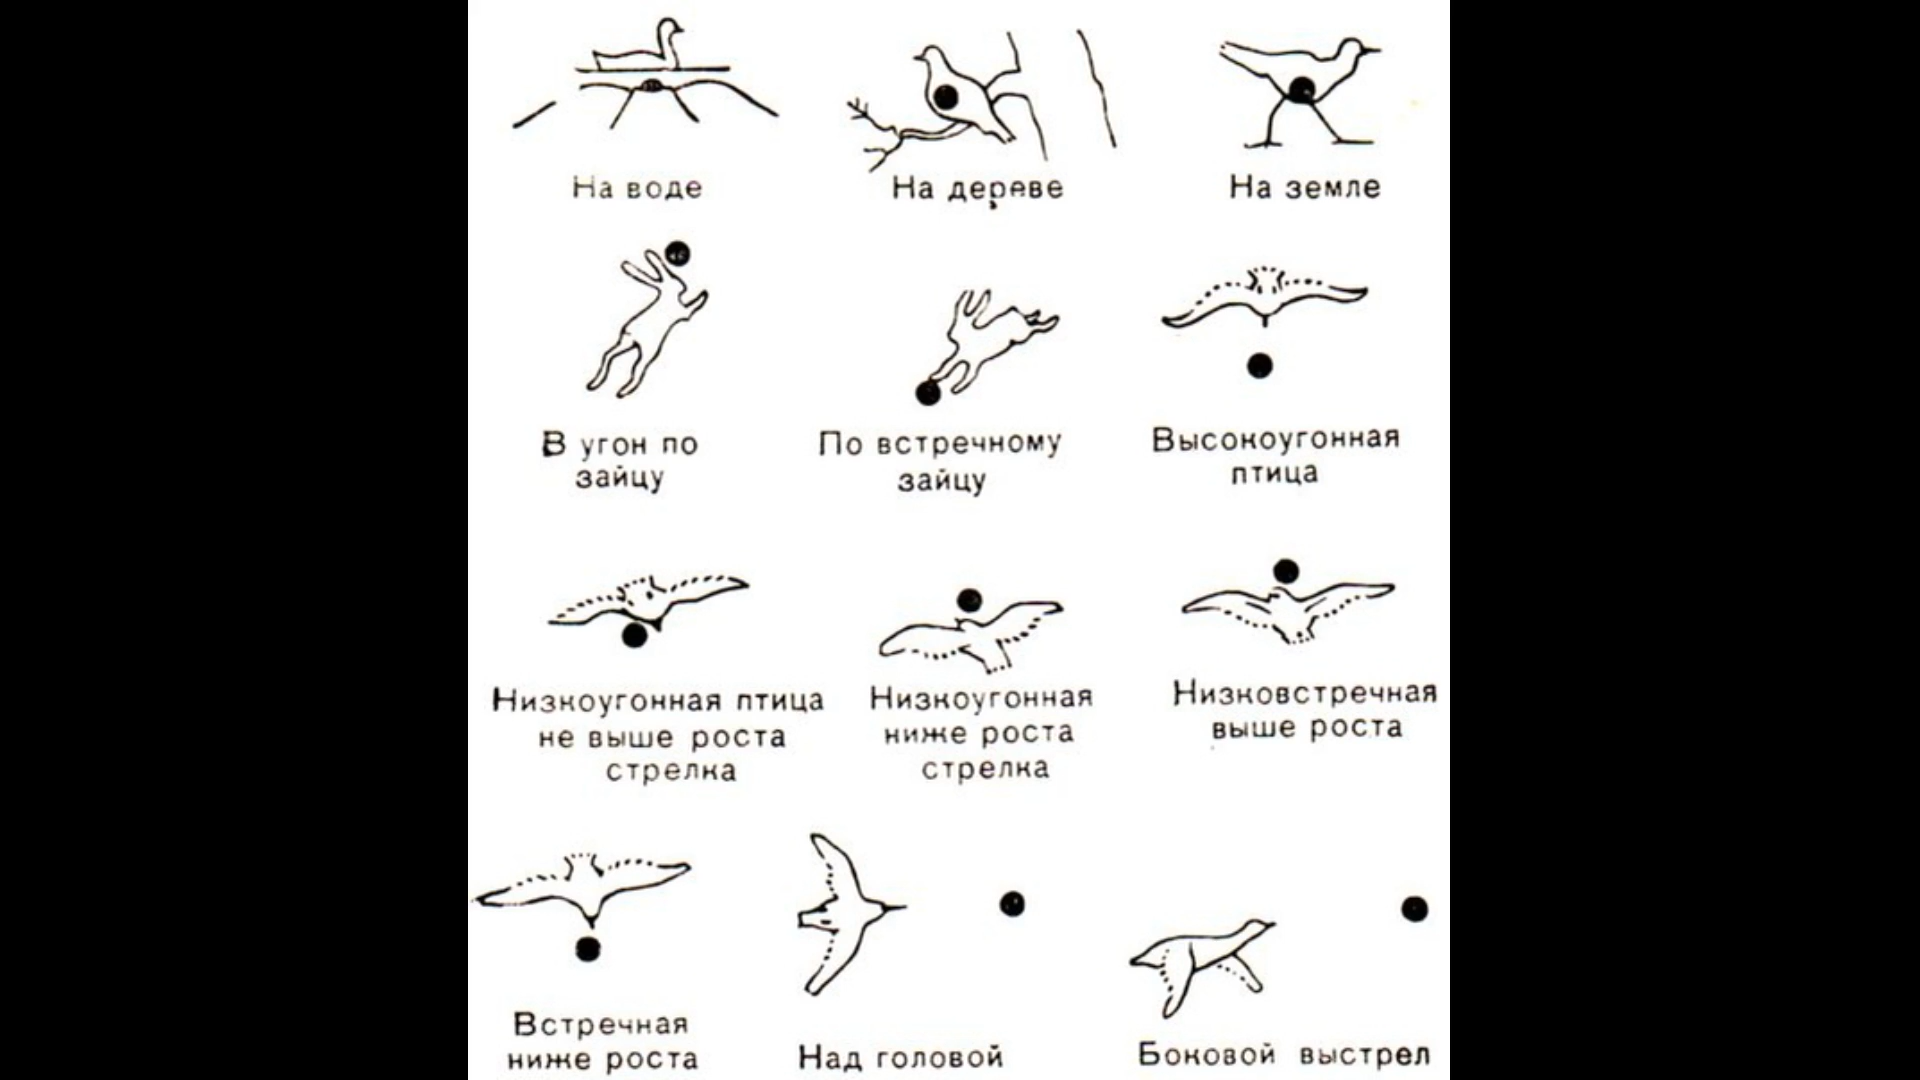 На воде
На дереве
На земле
В угон по
зайцу
По встречному
зайцу
Высокоугонная
птица
Низкоугонная птица
не выше роста
стрелка
Низкоугонная
ниже роста
стрелка
Низковстречная
выше роста
Встречная
ниже роста
Над головой
Боковой выстрел